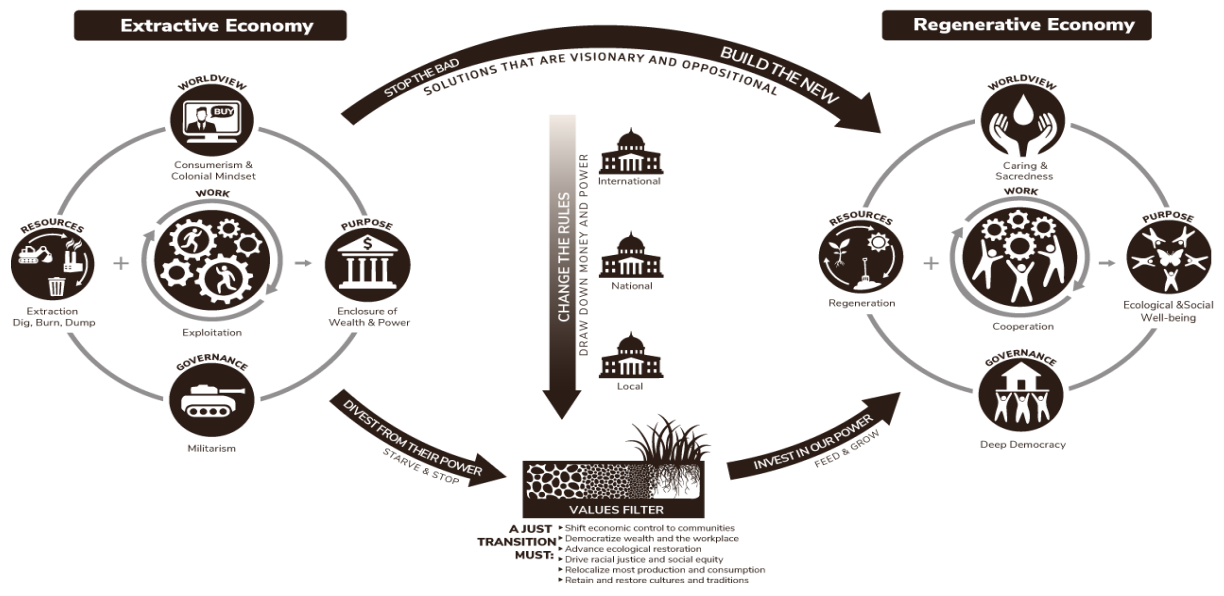 Extractive Economy
WORLDVIEW
BUY
Consumerism &
Colonial Mindset
RESOURCES
Extraction
Dig, Burn, Dump
+
WORK
Exploitation
PURPOSE
$
Enclosure of
Wealth & Power
GOVERNANCE
Militarism
STOP THE BAD
BUILD THE NEW
SOLUTIONS THAT ARE VISIONARY AND OPPOSITIONAL
CHANGE THE RULES
DRAW DOWN MONEY AND POWER
International
National
Local
DIVEST FROM THEIR POWER
STARVE & STOP
VALUES FILTER
INVEST IN OUR POWER
FEED & GROW
A JUST
TRANSITION
MUST:
Shift economic control to communities
Democratize wealth and the workplace
Advance ecological restoration
Drive racial justice and social equity
Relocalize most production and consumption
Retain and restore cultures and traditions
Regenerative Economy
WORLDVIEW
Caring &
Sacredness
RESOURCES
Regeneration
+
WORK
Cooperation
PURPOSE
Ecological &Social
Well-being
GOVERNANCE
Deep Democracy